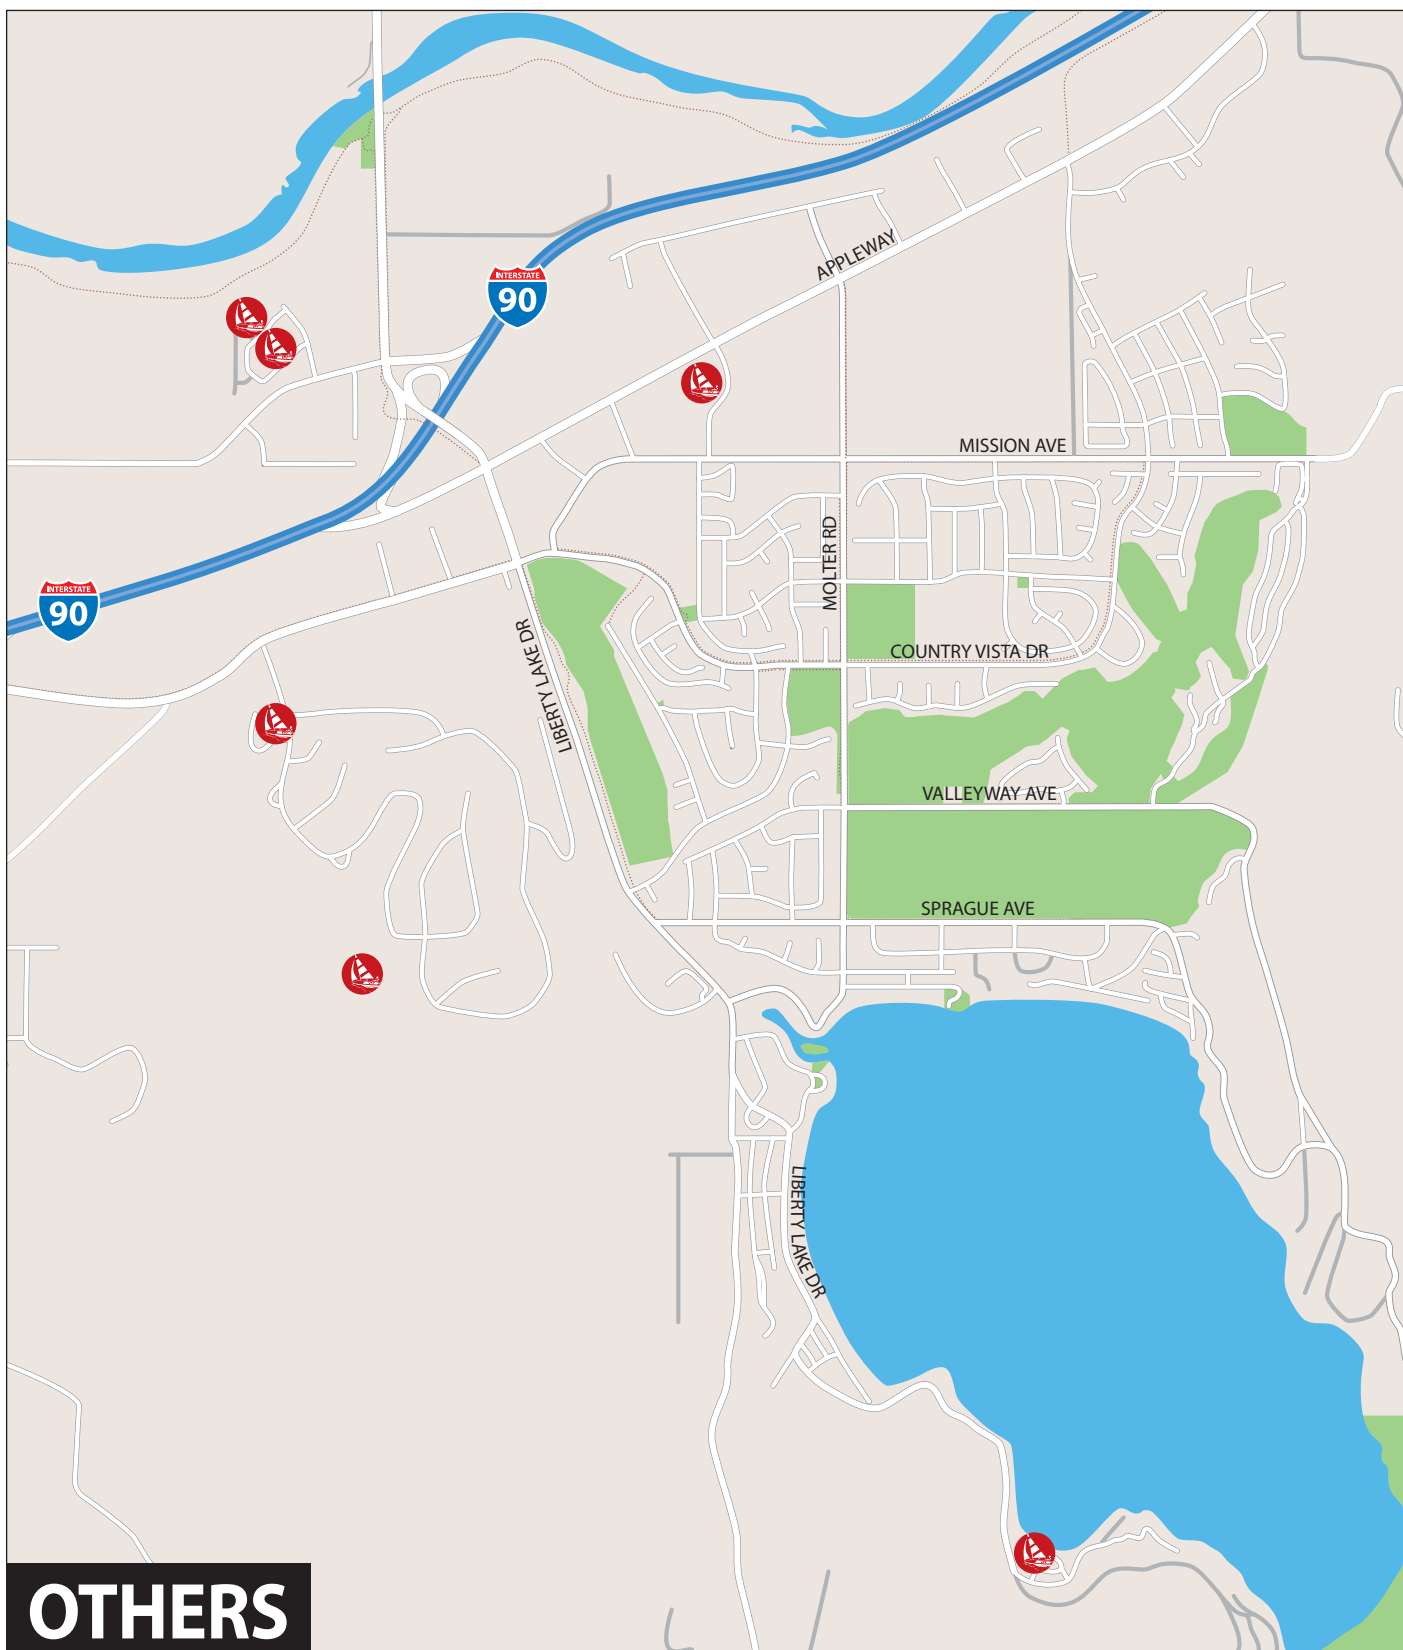 INTERSTATE
90
APPLEWAY
MISSION AVE
MOLTER RD
INTERSTATE
90
LIBERTY LAKE DR
COUNTRY VISTA DR
VALLEYWAY AVE
SPRAGUE AVE
LIBERTY LAKE DR
OTHERS